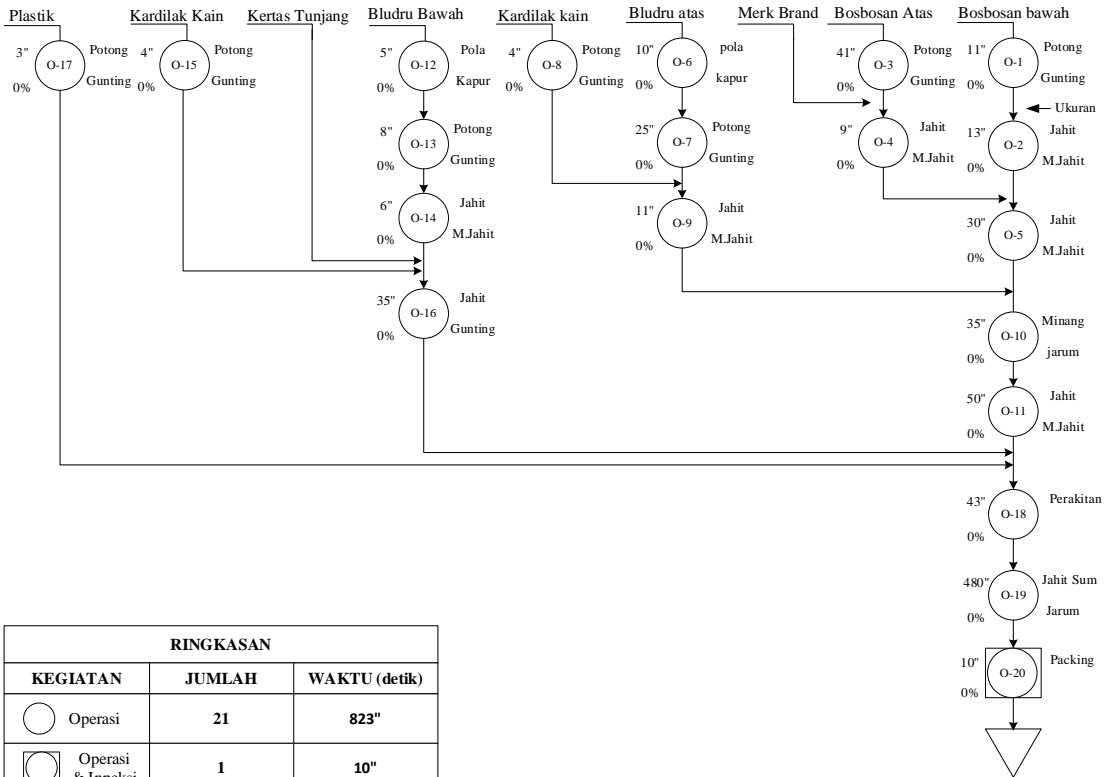 Plastik
Kardilak Kain
Kertas Tunjang
Bludru Bawah
Kardilak kain
Bludru atas
Merk Brand
Bosbosan Atas
Bosbosan bawah
3"
O-17
Potong
Gunting
0%
4"
O-15
Potong
Gunting
0%
5"
O-12
Pola
Kapur
0%
4"
O-8
Potong
Gunting
0%
10"
O-6
pola
kapur
0%
41"
O-3
Potong
Gunting
0%
11"
O-1
Potong
Gunting
0%
Ukuran
8"
O-13
Potong
Gunting
0%
25"
O-7
Potong
Gunting
0%
9"
O-4
Jahit
M.Jahit
0%
13"
O-2
Jahit
M.Jahit
0%
6"
O-14
Jahit
M.Jahit
0%
11"
O-9
Jahit
M.Jahit
0%
30"
O-5
Jahit
M.Jahit
0%
35"
O-16
Jahit
Gunting
0%
35"
O-10
Minang
jarum
0%
50"
O-11
Jahit
M.Jahit
0%
43"
O-18
Perakitan
0%
480"
O-19
Jahit Sum
Jarum
0%
10"
O-20
Packing
0%
RINGKASAN
KEGIATAN JUMLAH WAKTU (detik)
Operasi 21 823"
Operasi
& Inpeksi 1 10"